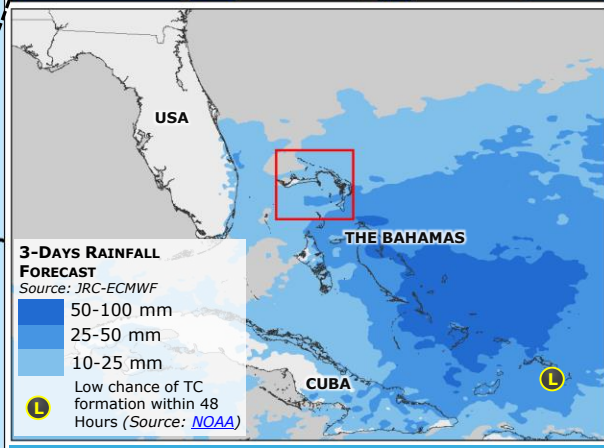 USA
THE BAHAMAS
3-DAYS RAINFALL
FORECAST
Source: JRC-ECMWF
50-100 mm
25-50 mm
10-25 mm
L
Low chance of TC
formation within 48
Hours (Source: NOAA)
CUBA
L